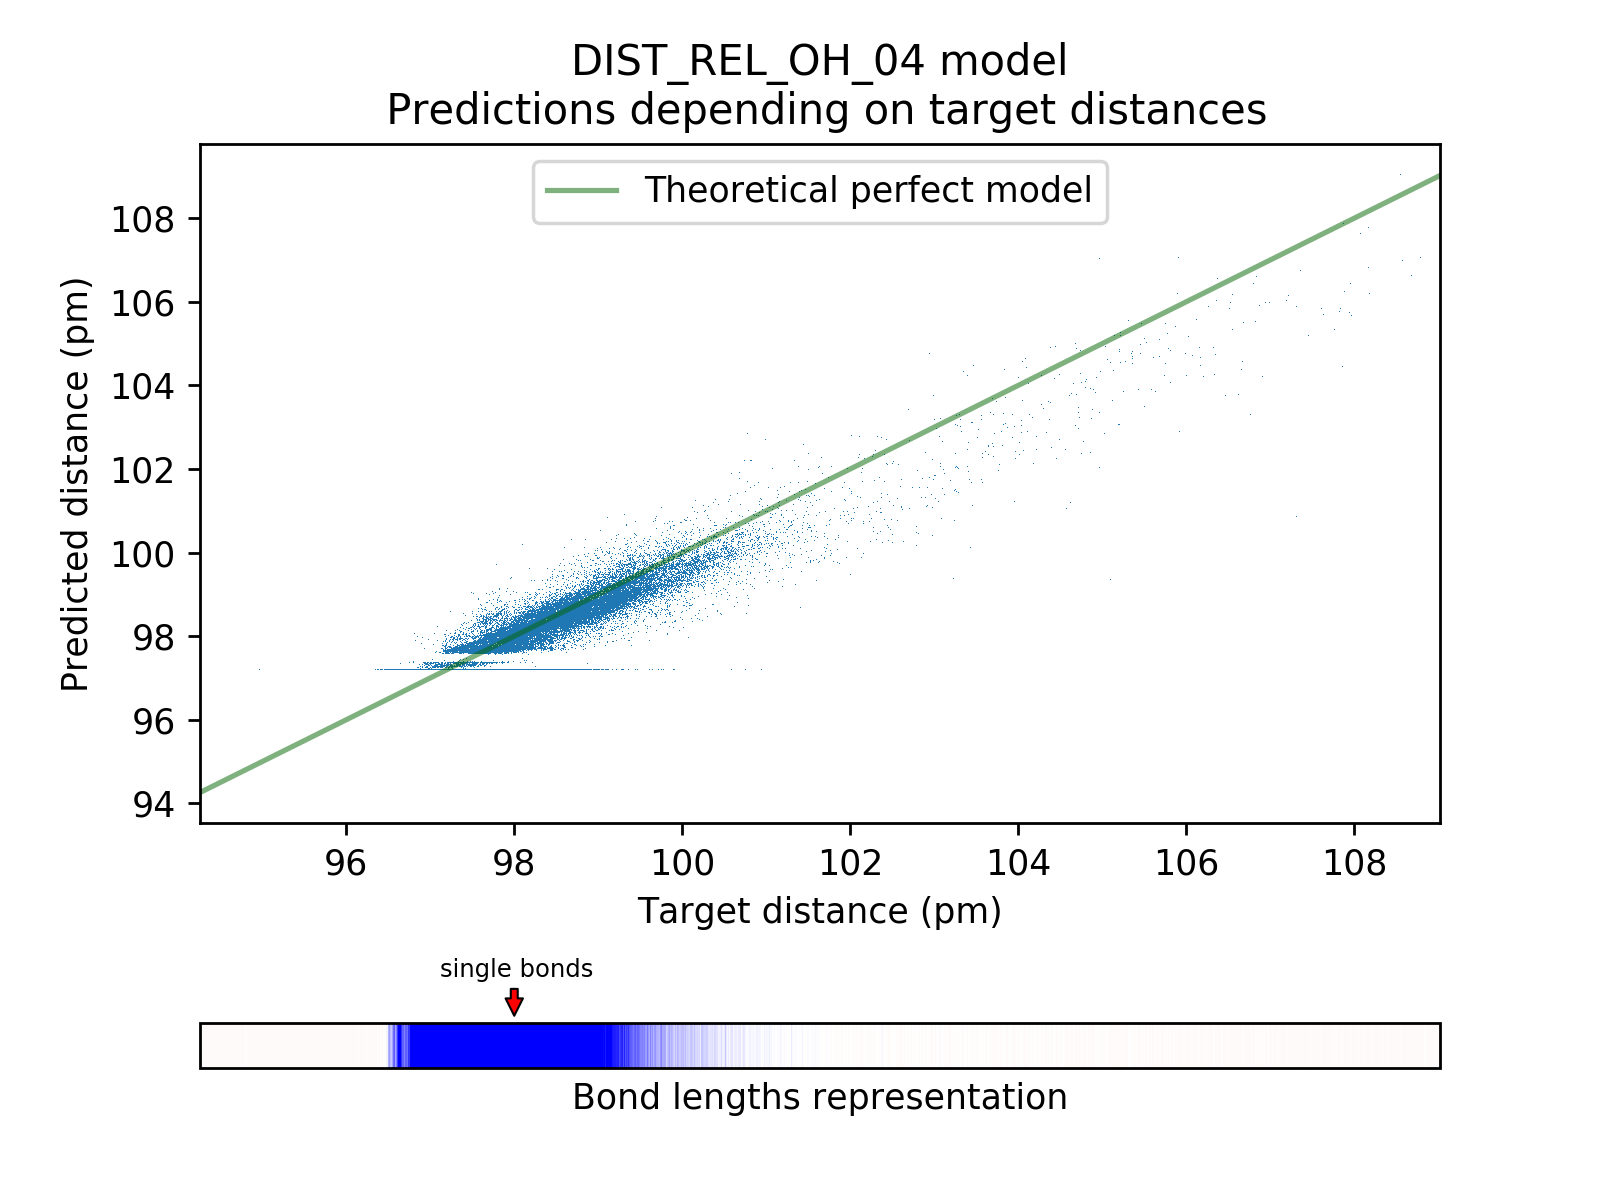 DIST_REL_OH_04 model
Predictions depending on target distances
Theoretical perfect model
Predicted distance (pm)
108
106
104
102
100
98
96
94
96 98 100 102 104 106 108
Target distance (pm)
single bonds
Bond lengths representation